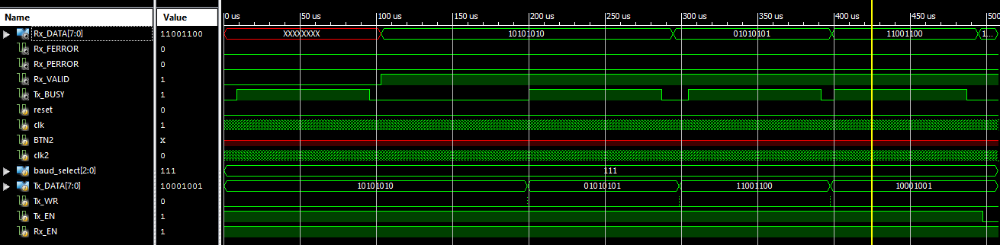 Name Value 0 us 50 us 100 us 150 us 200 us 250 us 300 us 350 us 400 us 450 us 500 us
Rx_DATA[7:0] 11001100 XXXXXXXX 10101010 01010101 11001100 1...
Rx_FERROR 0
Rx_PERROR 0
Rx_VALID 1
Tx_BUSY 1
reset 0
clk 1
BTN2 X
clk2 0
baud_select[2:0] 111 111
Tx_DATA[7:0] 10001001 10101010 01010101 11001100 10001001
Tx_WR 0
Tx_EN 1
Rx_EN 1